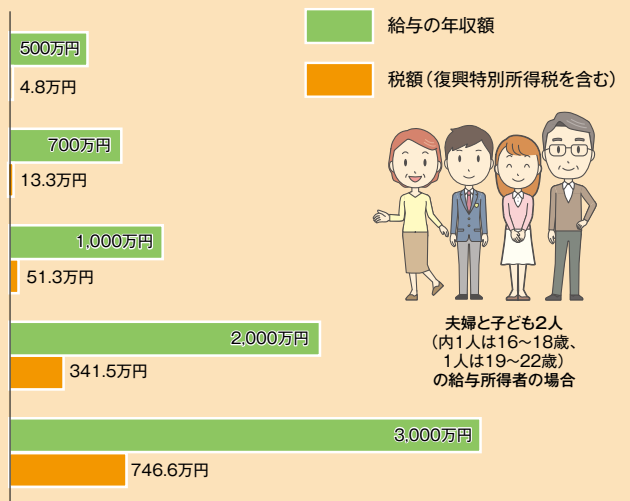 給与の年収額
税額（復興特別所得税を含む）
500万円
4.8万円
700万円
13.3万円
1,000万円
51.3万円
2,000万円
341.5万円
3,000万円
746.6万円
夫婦と子ども2人
（内1人は16〜18歳、
1人は19〜22歳）
の給与所得者の場合